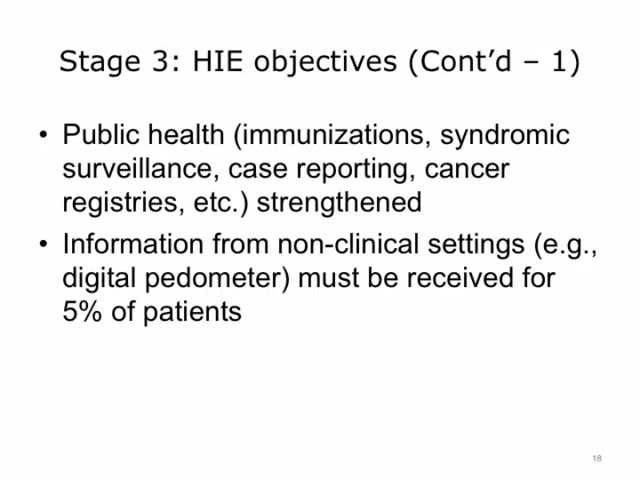 Stage 3: HIE objectives (Cont’d – 1)
• Public health (immunizations, syndromic
surveillance, case reporting, cancer
registries, etc.) strengthened
• Information from non-clinical settings (e.g.,
digital pedometer) must be received for
5% of patients
18